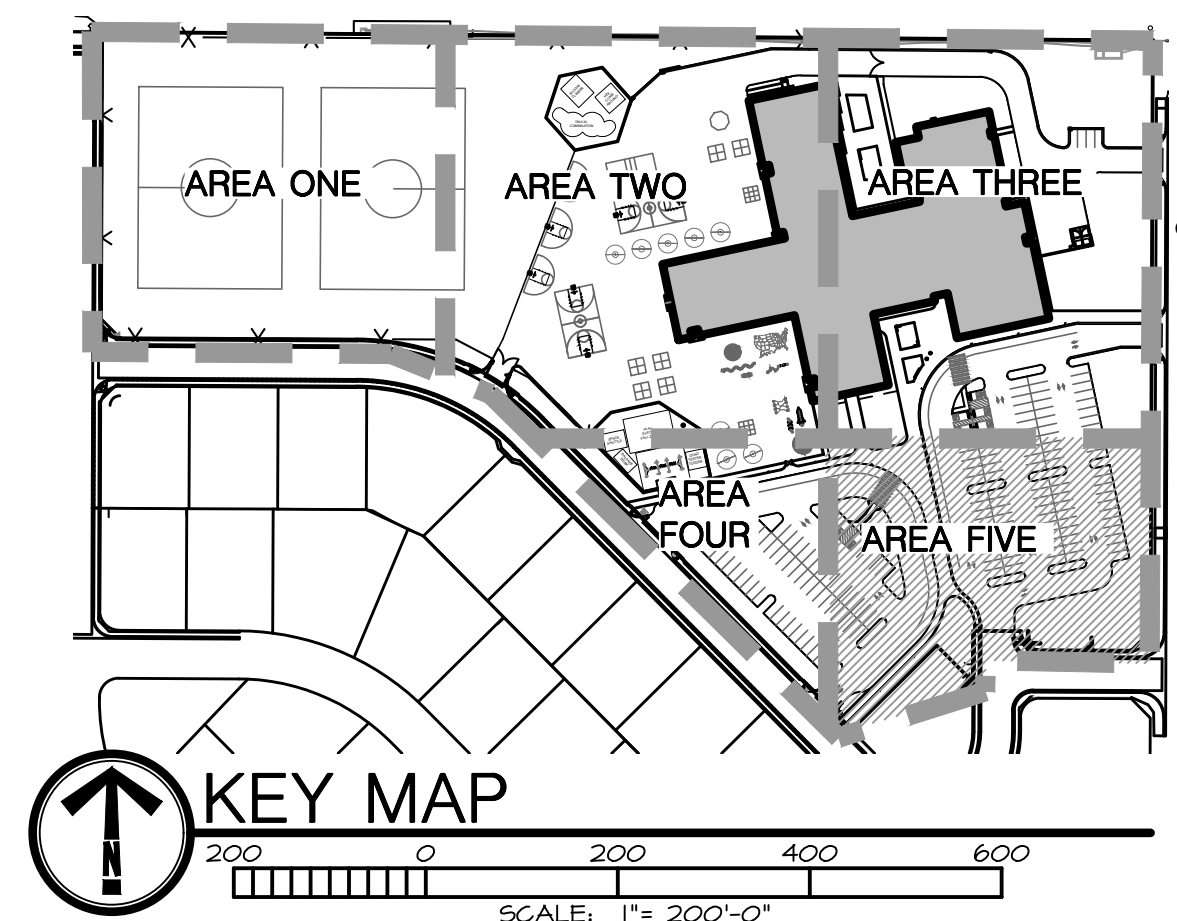 AREA ONE
AREA TWO
AREA THREE
AREA
FOUR
AREA FIVE
KEY MAP
N
200 0 200 400 600
SCALE: 1"= 200'-0"